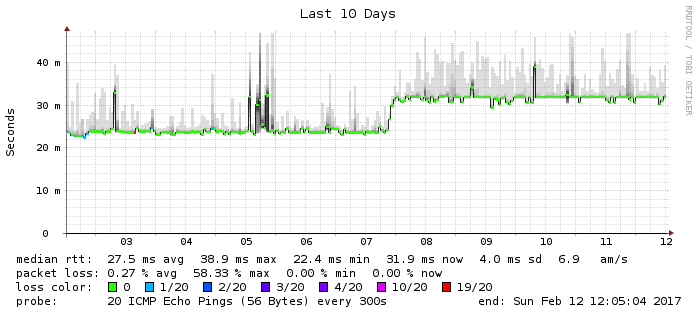 Last 10 Days
RRDTOOL / TOBI OETIKER
Seconds
40 m
30 m
20 m
10 m
0
03 04 05 06 07 08 09 10 11 12
median rtt: 27.5 ms avg 38.9 ms max 22.4 ms min 31.9 ms now 4.0 ms sd 6.9 am/s
packet loss: 0.27 % avg 58.33 % max 0.00 % min 0.00 % now
loss color: 0 1/20 2/20 3/20 4/20 10/20 19/20
probe: 20 ICMP Echo Pings (56 Bytes) every 300s end: Sun Feb 12 12:05:04 2017